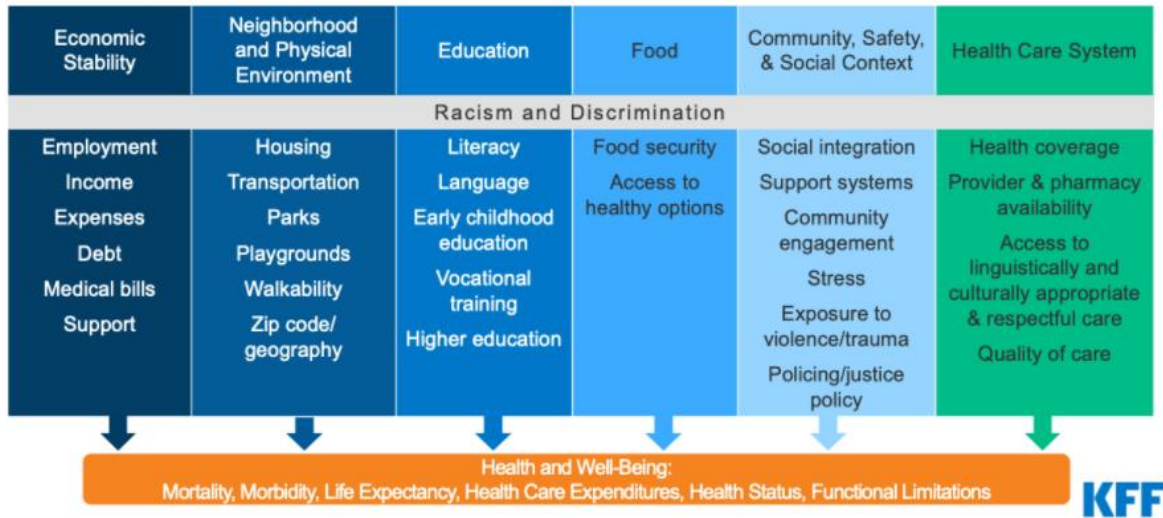 Economic
Stability
Neighborhood
and Physical
Environment
Education
Food
Community, Safety,
& Social Context
Health Care System
Racism and Discrimination
Employment
Income
Expenses
Debt
Medical bills
Support
Housing
Transportation
Parks
Playgrounds
Walkability
Zip code/
geography
Literacy
Language
Early childhood
education
Vocational
training
Higher education
Food security
Access to
healthy options
Social integration
Support systems
Community
engagement
Stress
Exposure to
violence/trauma
Policing/justice
policy
Health coverage
Provider & pharmacy
availability
Access to
linguistically and
culturally appropriate
& respectful care
Quality of care
Health and Well-Being:
Mortality, Morbidity, Life Expectancy, Health Care Expenditures, Health Status, Functional Limitations
KFF